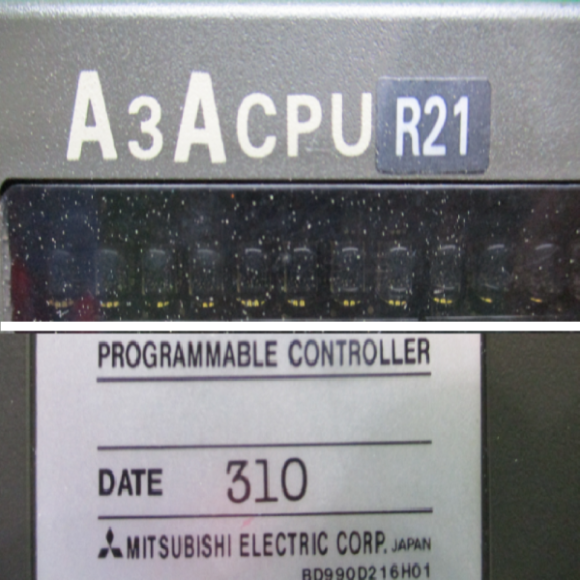 A3ACPU R21
PROGRAMMABLE CONTROLLER
DATE 310
MITSUBISHI ELECTRIC CORP. JAPAN
BD990D216H01